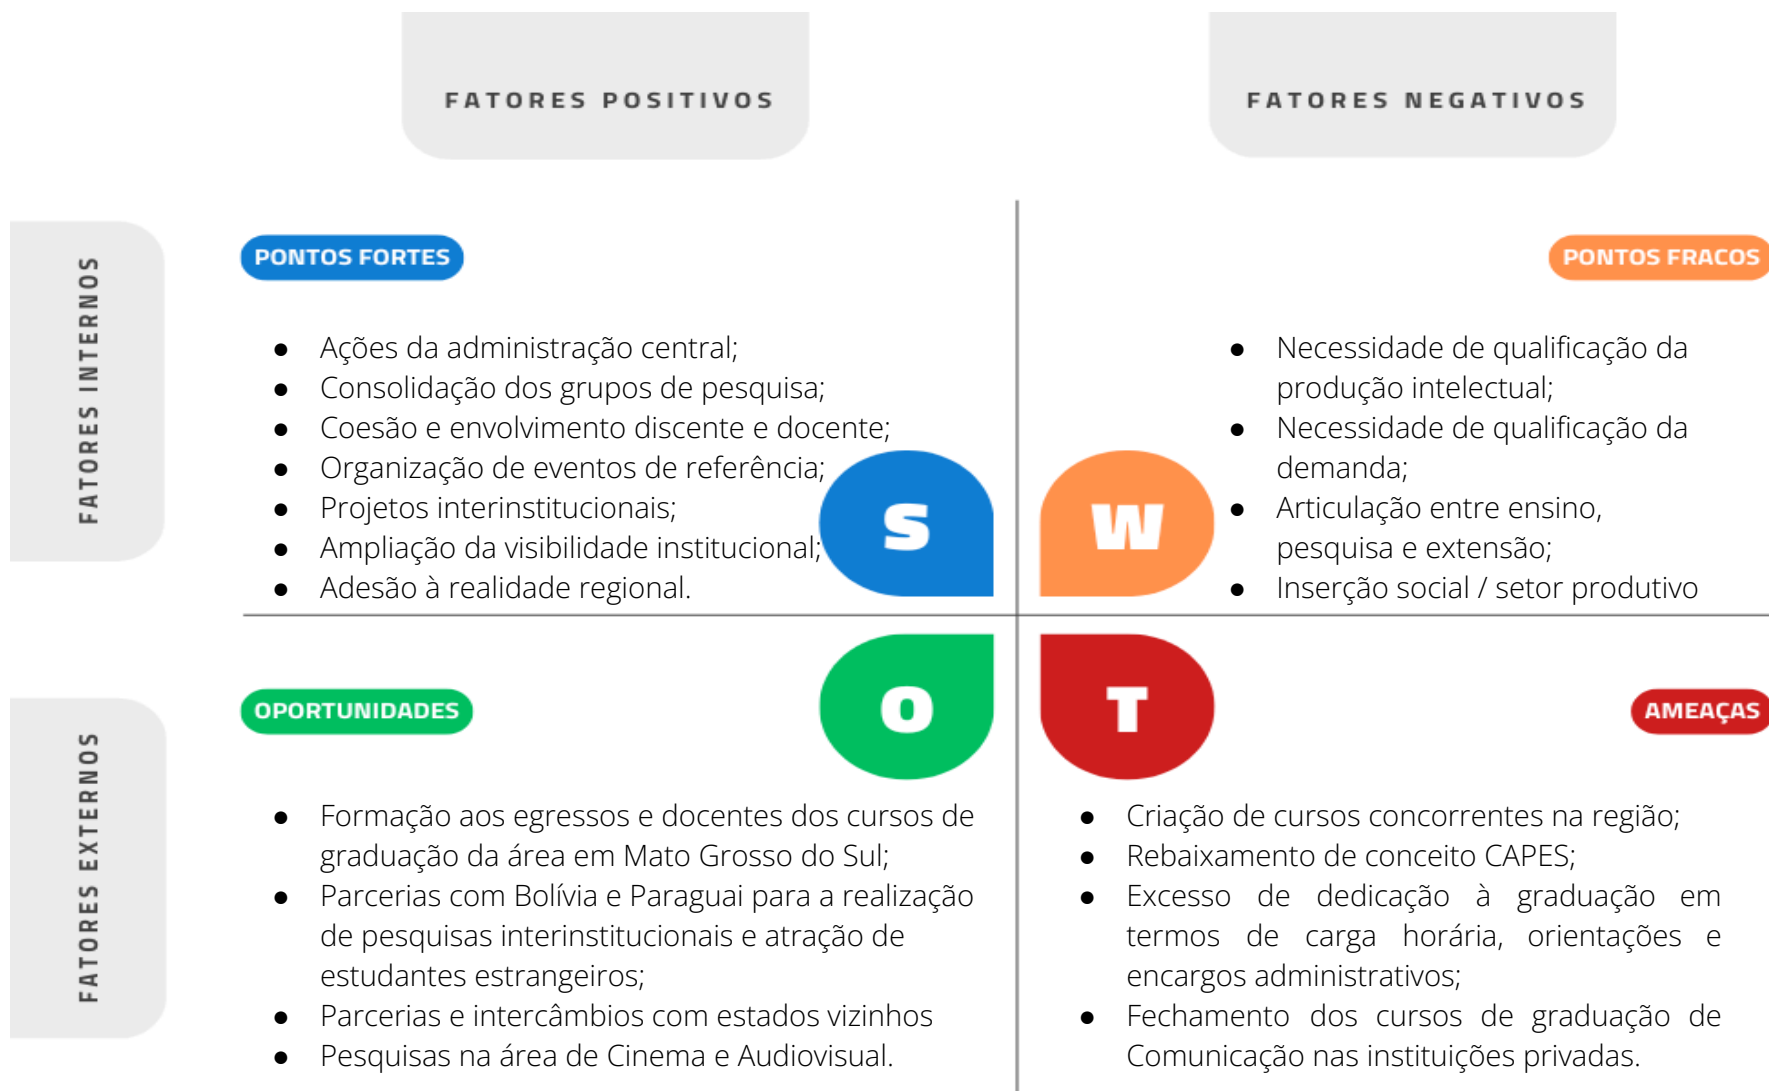 FATORES POSITIVOS
FATORES NEGATIVOS
FATORES INTERNOS
PONTOS FORTES
● Ações da administração central;
● Consolidação dos grupos de pesquisa;
● Coesão e envolvimento discente e docente;
● Organização de eventos de referência;
● Projetos interinstitucionais;
● Ampliação da visibilidade institucional;
● Adesão à realidade regional.
S
PONTOS FRACOS
● Necessidade de qualificação da
produção intelectual;
● Necessidade de qualificação da
demanda;
● Articulação entre ensino,
pesquisa e extensão;
● Inserção social / setor produtivo
W
FATORES EXTERNOS
OPORTUNIDADES
O
● Formação aos egressos e docentes dos cursos de
graduação da área em Mato Grosso do Sul;
● Parcerias com Bolívia e Paraguai para a realização
de pesquisas interinstitucionais e atração de
estudantes estrangeiros;
● Parcerias e intercâmbios com estados vizinhos
● Pesquisas na área de Cinema e Audiovisual.
T
AMEAÇAS
● Criação de cursos concorrentes na região;
● Rebaixamento de conceito CAPES;
● Excesso de dedicação à graduação em
termos de carga horária, orientações e
encargos administrativos;
● Fechamento dos cursos de graduação de
Comunicação nas instituições privadas.